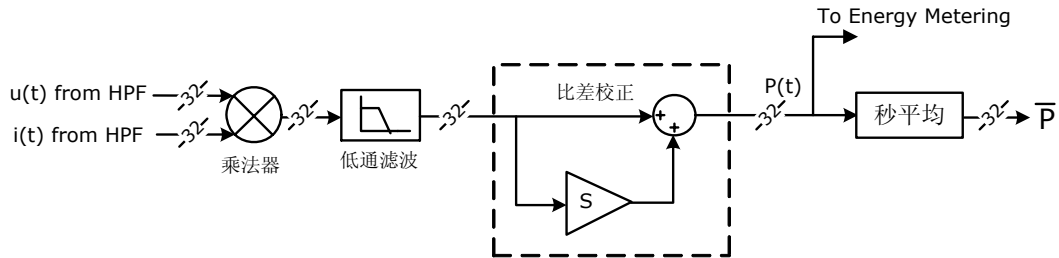 To Energy Metering
u(t) from HPF
32
i(t) from HPF
32
乘法器
32
低通滤波
32
比差校正
+
+
S
P(t)
32
秒平均
32
P̅